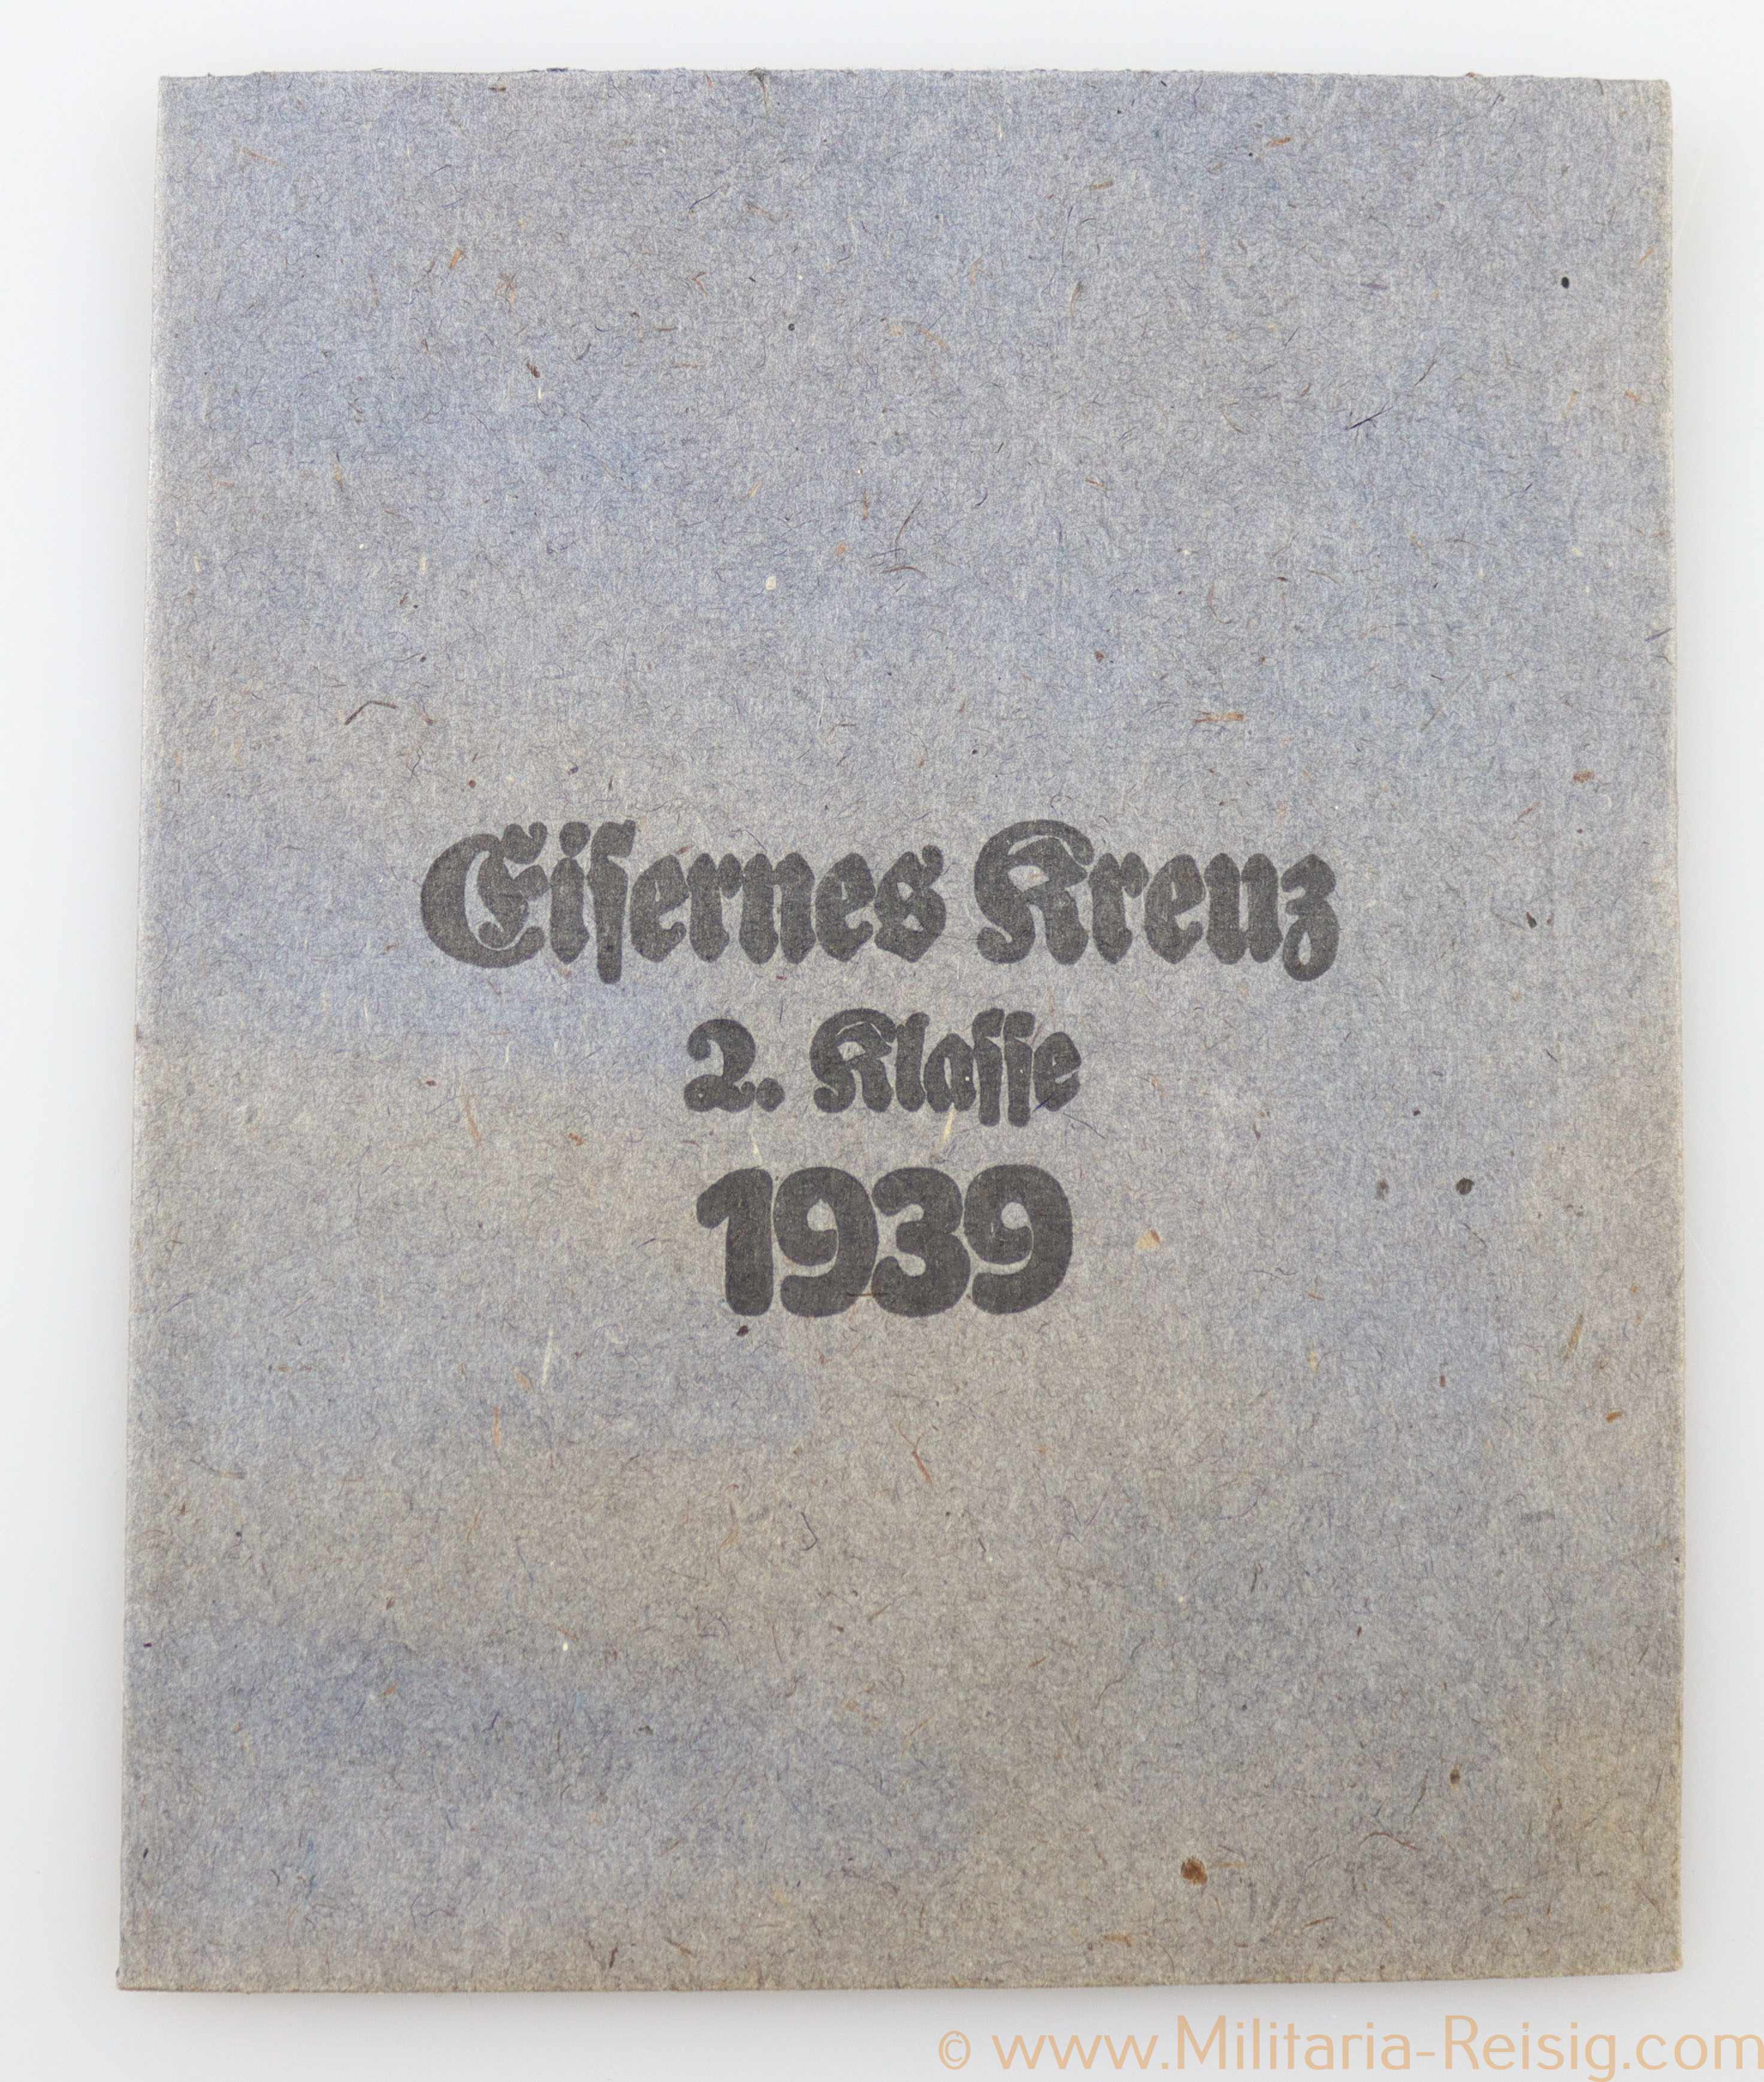 Eiſernes Kreuz
2. Klaſſe
1939
© www.Militaria-Reisig.com